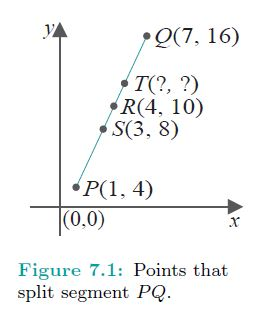 y
Q(7, 16)
T(?, ?)
R(4, 10)
S(3, 8)
P(1, 4)
(0,0)
x
Figure 7.1: Points that
split segment PQ.